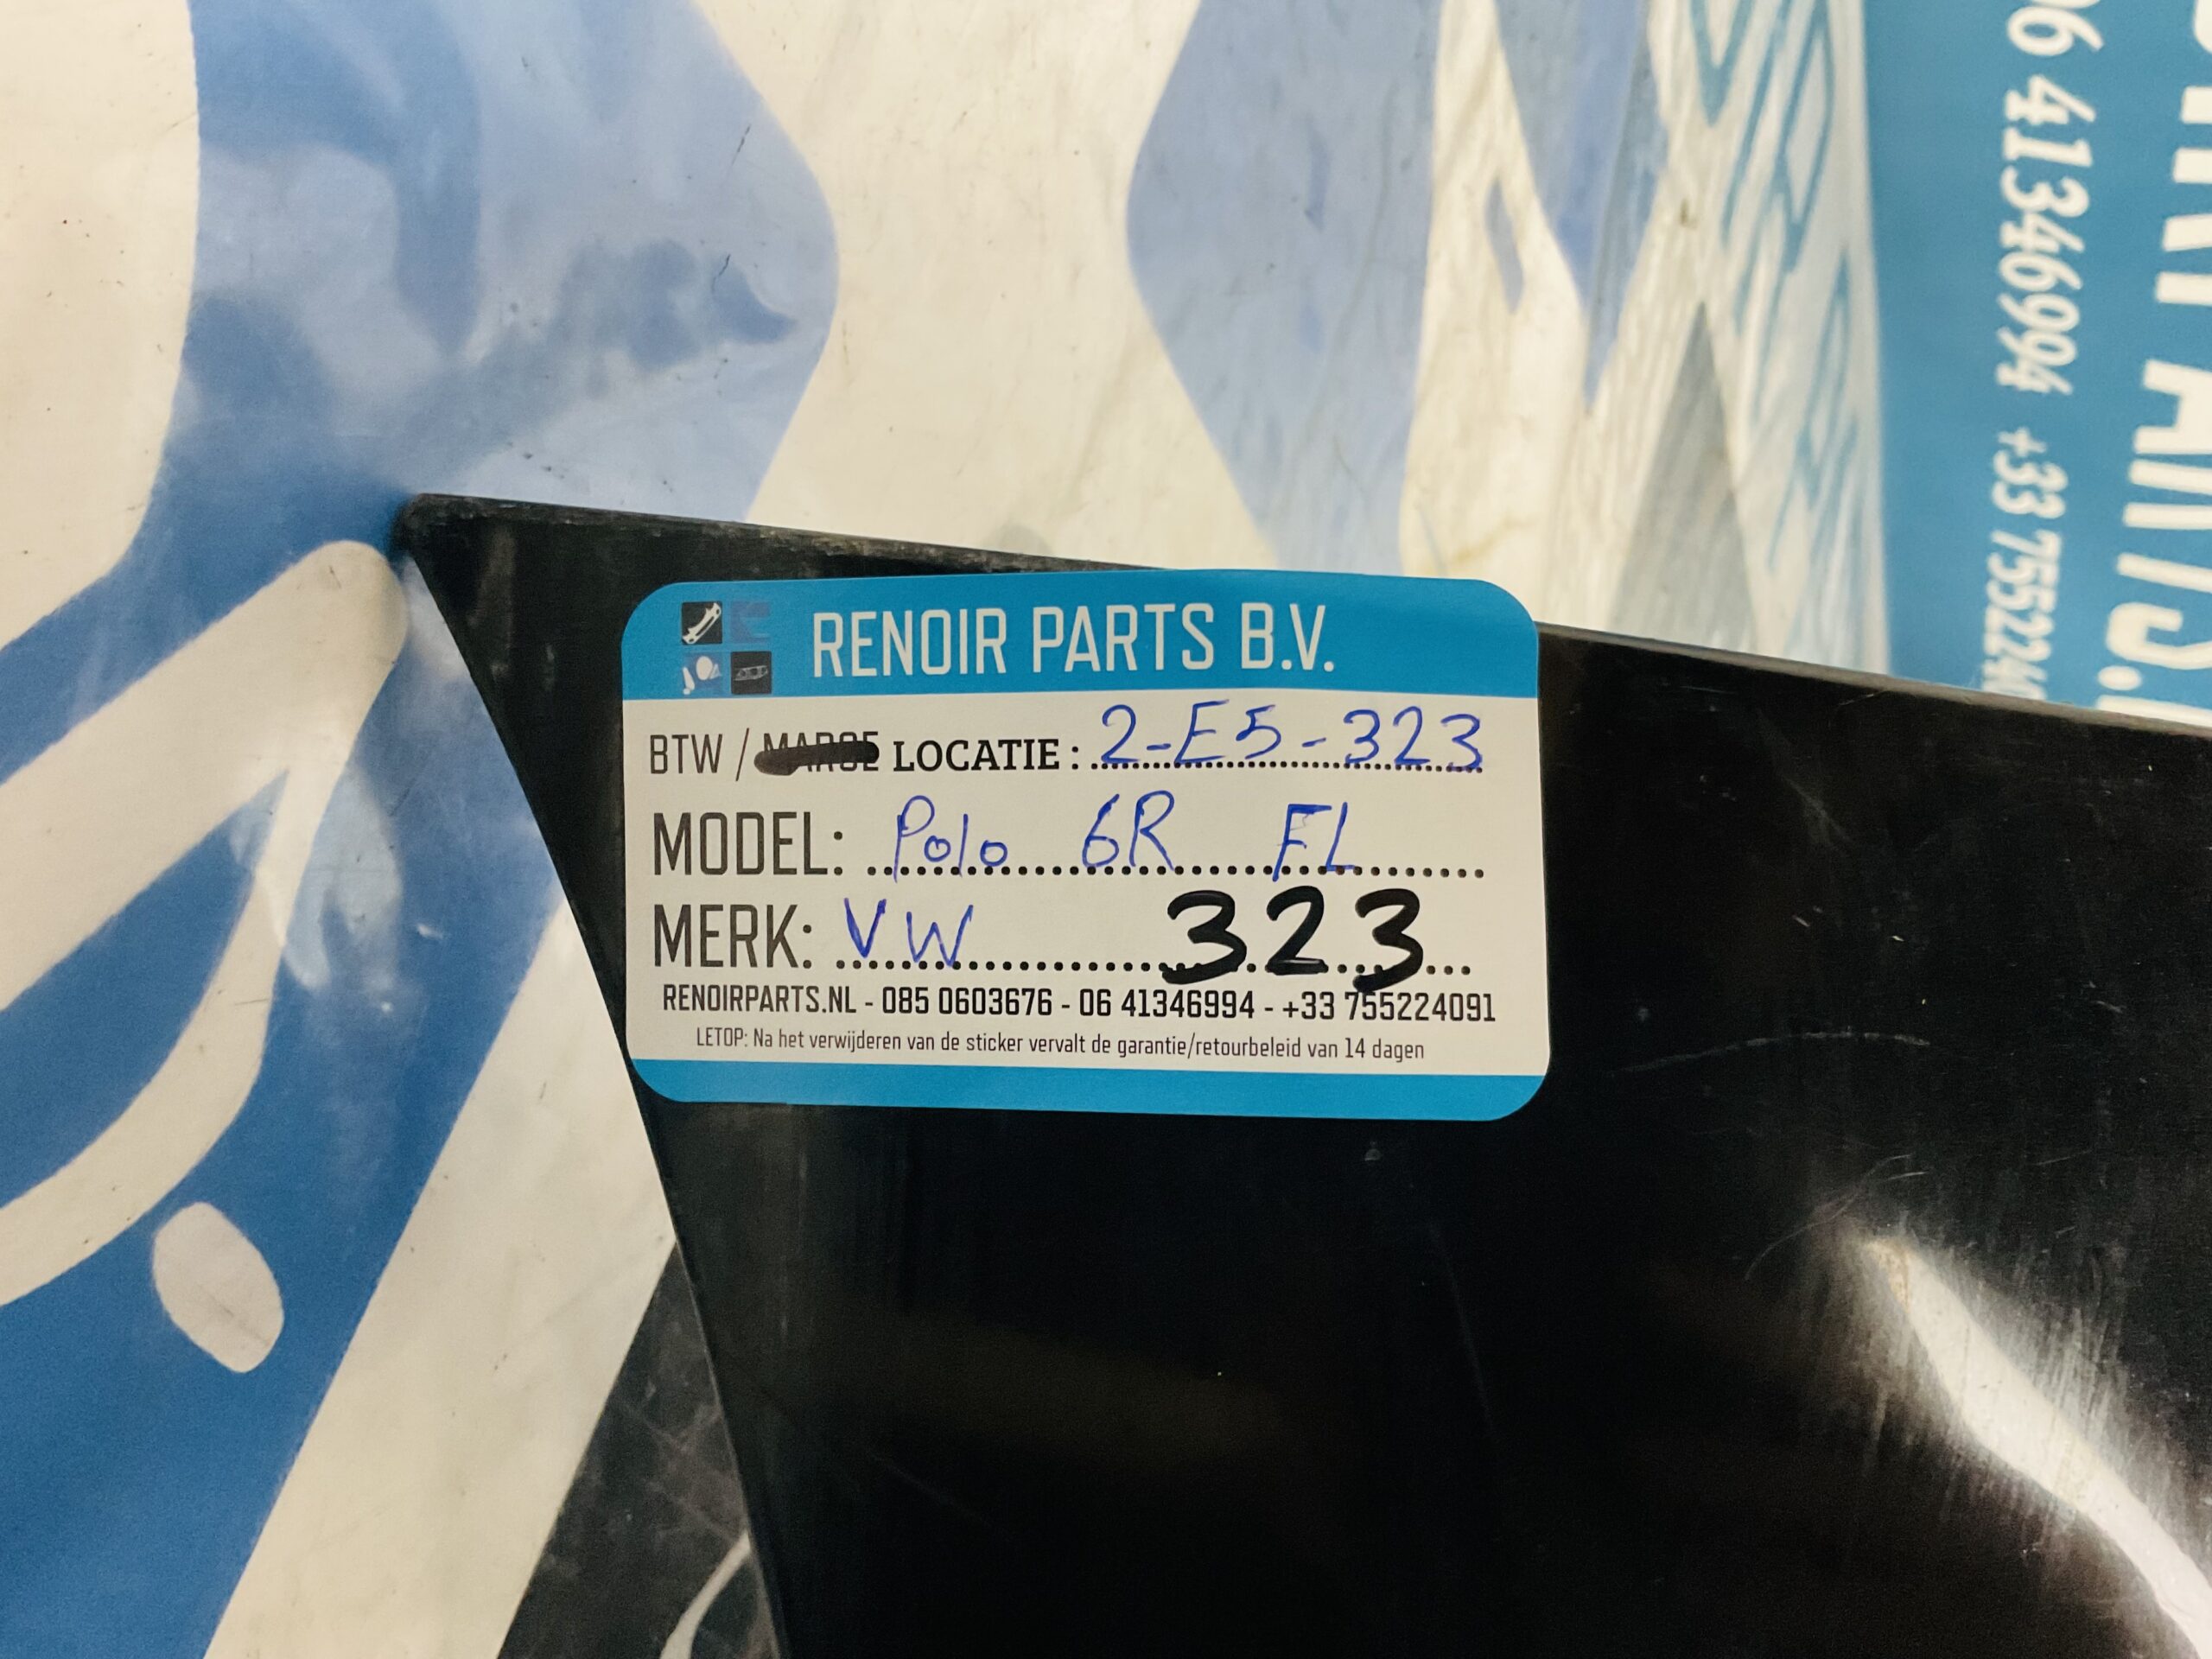 RENOIR PARTS B.V.
BTW / MARGE LOCATIE : 2-E5-323
MODEL: Polo 6R FL
MERK: VW 323
RENOIRPARTS.NL - 085 0603676 - 06 41346994 - +33 755224091
LETOP: Na het verwijderen van de sticker vervalt de garantie/retourbeleid van 14 dagen
06 41346994 +33 75522409